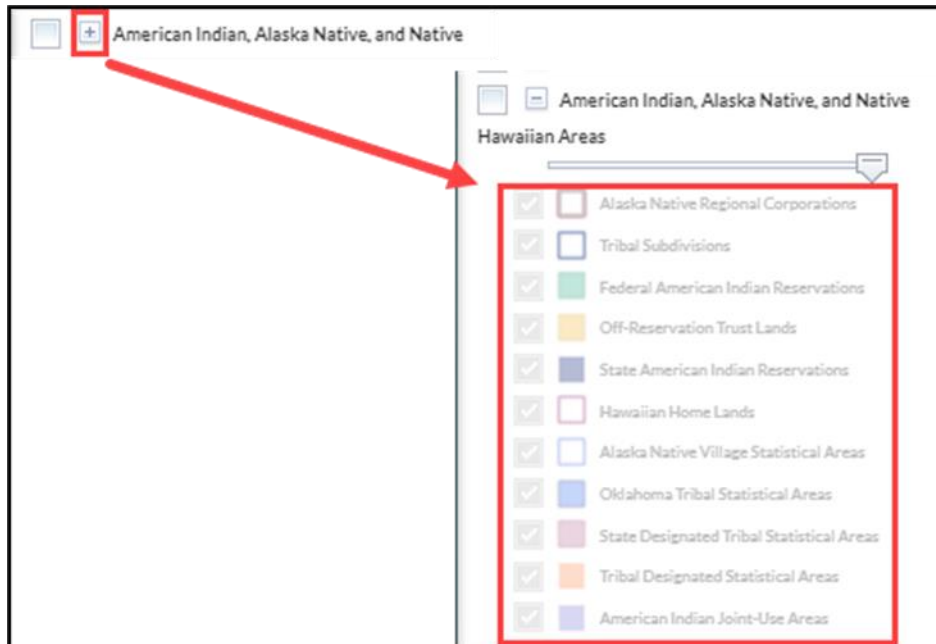 American Indian, Alaska Native, and Native
American Indian, Alaska Native, and Native
Hawaiian Areas
Alaska Native Regional Corporations
Tribal Subdivisions
Federal American Indian Reservations
Off-Reservation Trust Lands
State American Indian Reservations
Hawaiian Home Lands
Alaska Native Village Statistical Areas
Oklahoma Tribal Statistical Areas
State Designated Tribal Statistical Areas
Tribal Designated Statistical Areas
American Indian Joint-Use Areas